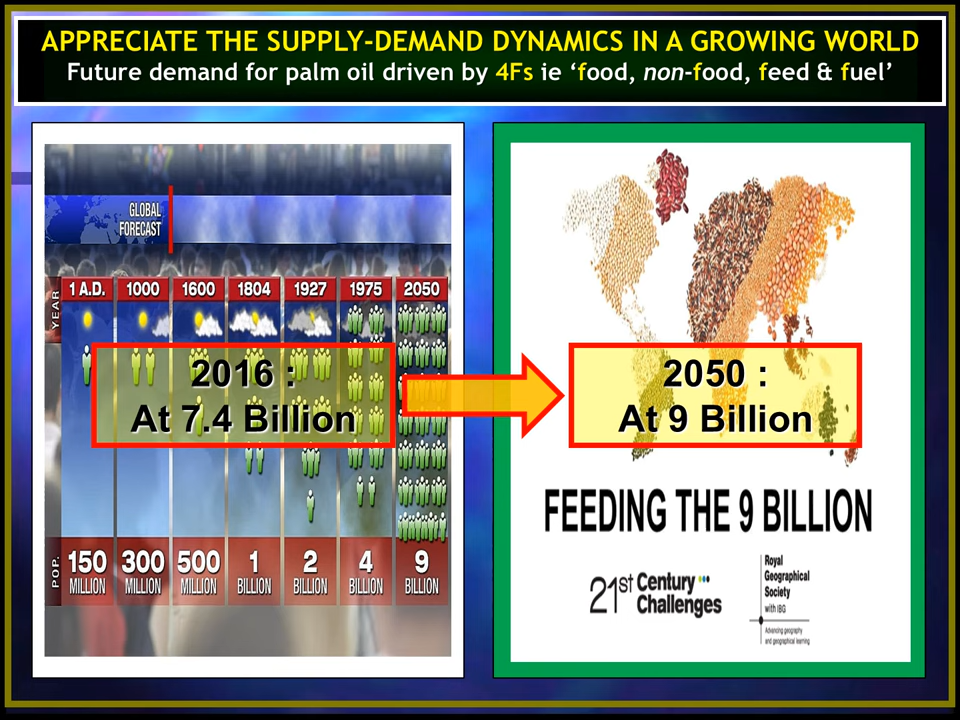 APPRECIATE THE SUPPLY-DEMAND DYNAMICS IN A GROWING WORLD
Future demand for palm oil driven by 4Fs ie ‘food, non-food, feed & fuel’
GLOBAL
FORECAST
YEAR
1 A.D. 1000 1600 1804 1927 1975 2050
2016 :
At 7.4 Billion
POP.
150 300 500 1 2 4 9
MILLION MILLION MILLION BILLION BILLION BILLION BILLION
2050 :
At 9 Billion
FEEDING THE 9 BILLION
21st Century
Challenges
Royal
Geographical
Society
with IBG
Advancing geography
and geographical learning